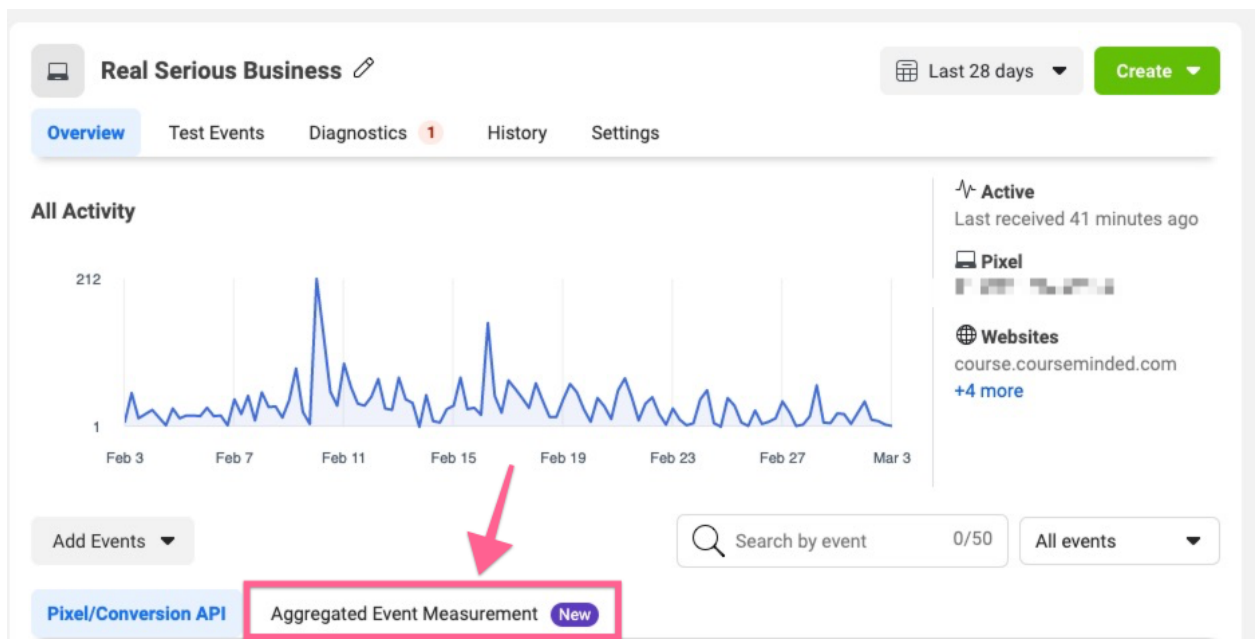 Real Serious Business
Last 28 days
Create
Overview
Test Events
Diagnostics 1
History
Settings
All Activity
212
1
Feb 3
Feb 7
Feb 11
Feb 15
Feb 19
Feb 23
Feb 27
Mar 3
Active
Last received 41 minutes ago
Pixel
Websites
course.courseminded.com
+4 more
Add Events
Search by event
0/50
All events
Pixel/Conversion API
Aggregated Event Measurement New